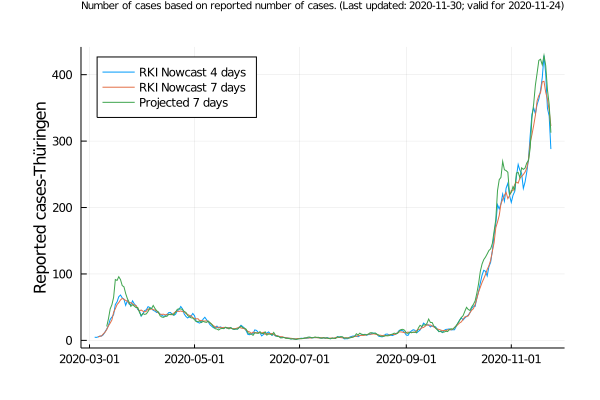 Number of cases based on reported number of cases. (Last updated: 2020-11-30; valid for 2020-11-24)
RKI Nowcast 4 days
RKI Nowcast 7 days
Projected 7 days
Reported cases-Thüringen
400
300
200
100
0
2020-03-01 2020-05-01 2020-07-01 2020-09-01 2020-11-01